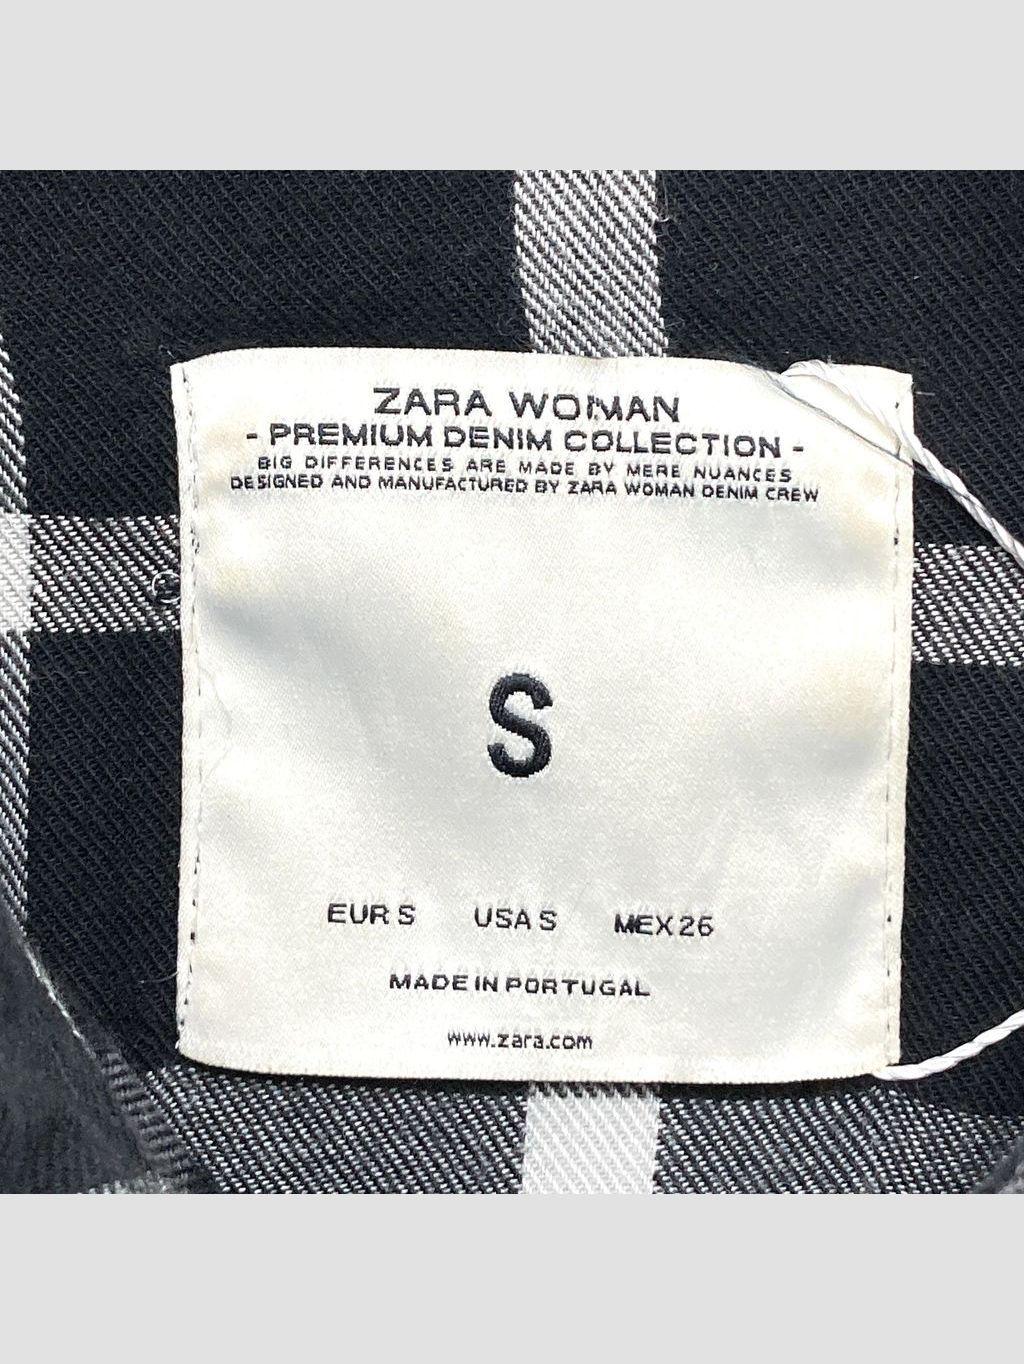 ZARA WOMAN
- PREMIUM DENIM COLLECTION -
BIG DIFFERENCES ARE MADE BY MERE NUANCES
DESIGNED AND MANUFACTURED BY ZARA WOMAN DENIM CREW
S
EUR S USA S MEX 26
MADE IN PORTUGAL
www.zara.com